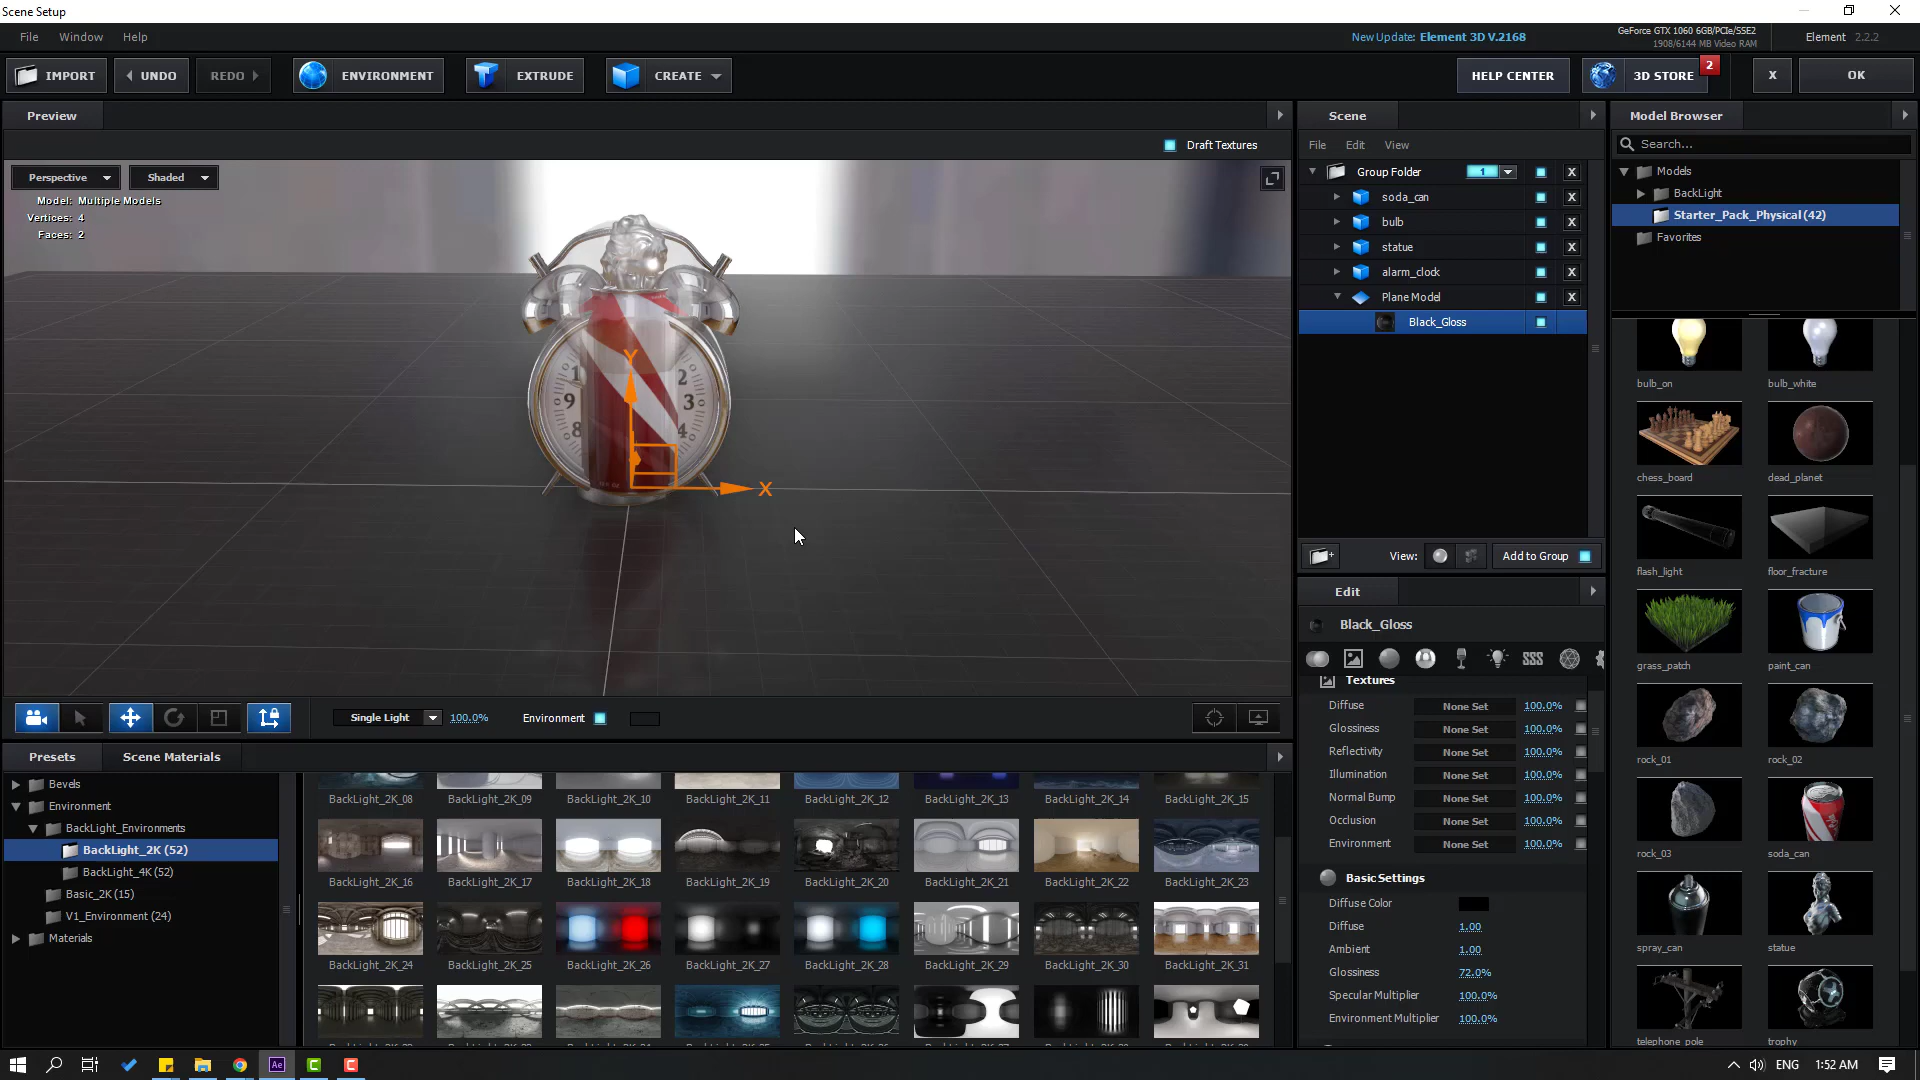 Scene Setup
File Window Help
New Update: Element 3D V.2168
GeForce GTX 1060 6GB/PCIe/SSE2
1908/6144 MB Video RAM
Element 2.2.2
IMPORT UNDO REDO ENVIRONMENT EXTRUDE CREATE HELP CENTER 3D STORE 2 X OK
Preview
Draft Textures
Perspective Shaded
Model: Multiple Models
Vertices: 4
Faces: 2
1 2
9 3
8 4
Y
X
Single Light 100.0% Environment
Scene
File Edit View
Group Folder 1 X
soda_can X
bulb X
statue X
alarm_clock X
Plane Model X
Black_Gloss
View: Add to Group
Edit
Black_Gloss
SSS
Textures
Diffuse None Set 100.0%
Glossiness None Set 100.0%
Reflectivity None Set 100.0%
Illumination None Set 100.0%
Normal Bump None Set 100.0%
Occlusion None Set 100.0%
Environment None Set 100.0%
Basic Settings
Diffuse Color
Diffuse 1.00
Ambient 1.00
Glossiness 72.0%
Specular Multiplier 100.0%
Environment Multiplier 100.0%
Model Browser
Search...
Models
BackLight
Starter_Pack_Physical (42)
Favorites
bulb_on bulb_white
chess_board dead_planet
flash_light floor_fracture
grass_patch paint_can
rock_01 rock_02
rock_03 soda_can
spray_can statue
telephone_pole trophy
Presets Scene Materials
Bevels
Environment
BackLight_Environments
BackLight_2K (52)
BackLight_4K (52)
Basic_2K (15)
V1_Environment (24)
Materials
BackLight_2K_08 BackLight_2K_09 BackLight_2K_10 BackLight_2K_11 BackLight_2K_12 BackLight_2K_13 BackLight_2K_14 BackLight_2K_15
BackLight_2K_16 BackLight_2K_17 BackLight_2K_18 BackLight_2K_19 BackLight_2K_20 BackLight_2K_21 BackLight_2K_22 BackLight_2K_23
BackLight_2K_24 BackLight_2K_25 BackLight_2K_26 BackLight_2K_27 BackLight_2K_28 BackLight_2K_29 BackLight_2K_30 BackLight_2K_31
Ae C C ENG 1:52 AM